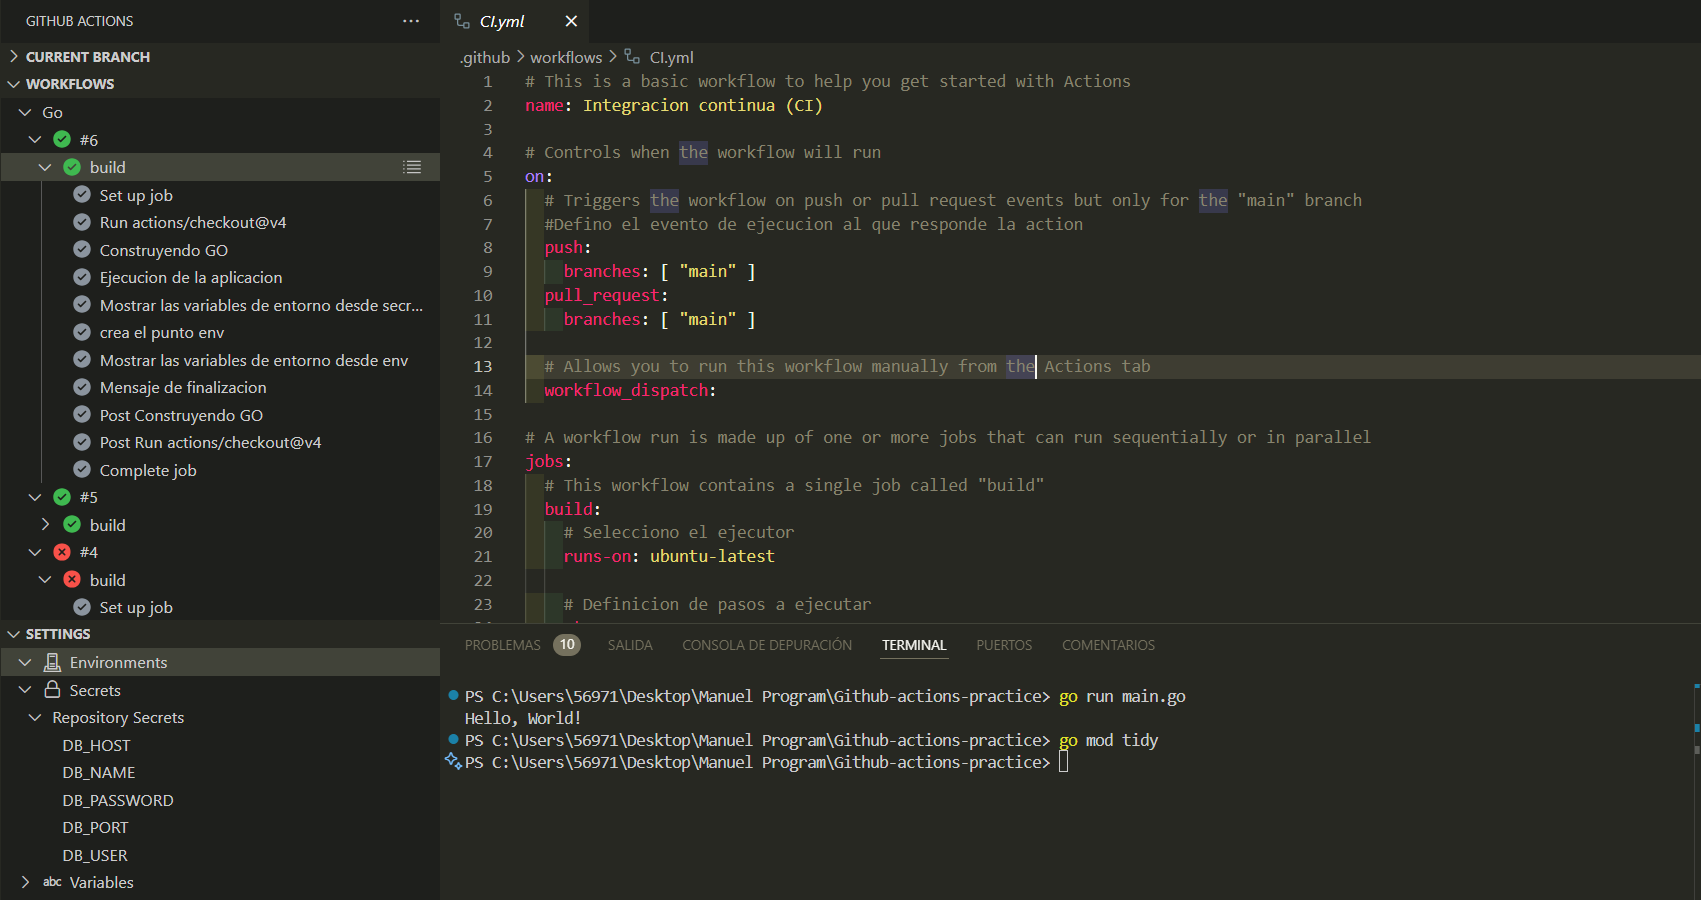 GITHUB ACTIONS
CURRENT BRANCH
WORKFLOWS
Go
#6
build
Set up job
Run actions/checkout@v4
Construyendo GO
Ejecucion de la aplicacion
Mostrar las variables de entorno desde secr...
crea el punto env
Mostrar las variables de entorno desde env
Mensaje de finalizacion
Post Construyendo GO
Post Run actions/checkout@v4
Complete job
#5
build
#4
build
Set up job
SETTINGS
Environments
Secrets
Repository Secrets
DB_HOST
DB_NAME
DB_PASSWORD
DB_PORT
DB_USER
abc Variables
CI.yml
.github > workflows > CI.yml
1 # This is a basic workflow to help you get started with Actions
2 name: Integracion continua (CI)
3
4 # Controls when the workflow will run
5 on:
6 # Triggers the workflow on push or pull request events but only for the "main" branch
7 #Defino el evento de ejecucion al que responde la action
8 push:
9 branches: [ "main" ]
10 pull_request:
11 branches: [ "main" ]
12
13 # Allows you to run this workflow manually from the Actions tab
14 workflow_dispatch:
15
16 # A workflow run is made up of one or more jobs that can run sequentially or in parallel
17 jobs:
18 # This workflow contains a single job called "build"
19 build:
20 # Selecciono el ejecutor
21 runs-on: ubuntu-latest
22
23 # Definicion de pasos a ejecutar
PROBLEMAS 10 SALIDA CONSOLA DE DEPURACIÓN TERMINAL PUERTOS COMENTARIOS
PS C:\Users\56971\Desktop\Manuel Program\Github-actions-practice> go run main.go
Hello, World!
PS C:\Users\56971\Desktop\Manuel Program\Github-actions-practice> go mod tidy
PS C:\Users\56971\Desktop\Manuel Program\Github-actions-practice>